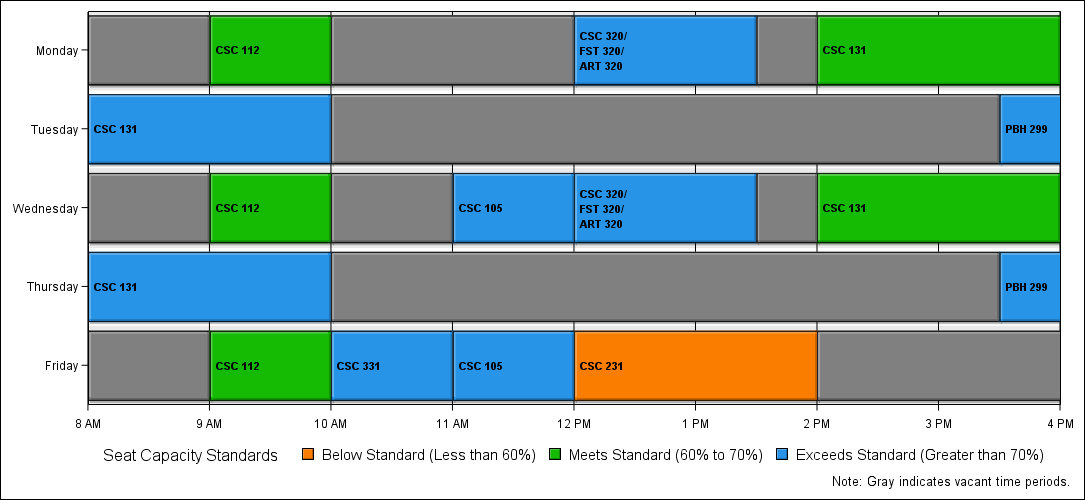 Monday
CSC 112
CSC 320/
FST 320/
ART 320
CSC 131
Tuesday
CSC 131
PBH 299
Wednesday
CSC 112
CSC 105
CSC 320/
FST 320/
ART 320
CSC 131
Thursday
CSC 131
PBH 299
Friday
CSC 112
CSC 331
CSC 105
CSC 231
8 AM 9 AM 10 AM 11 AM 12 PM 1 PM 2 PM 3 PM 4 PM
Seat Capacity Standards Below Standard (Less than 60%) Meets Standard (60% to 70%) Exceeds Standard (Greater than 70%)
Note: Gray indicates vacant time periods.